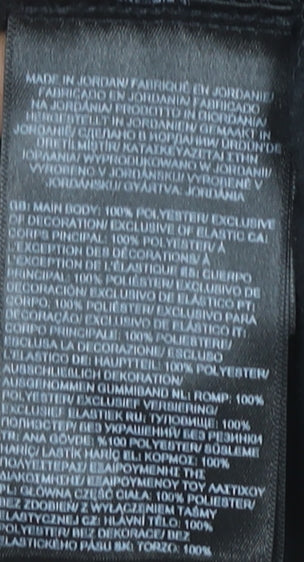 MADE IN JORDAN/ FABRIQUÉ EN JORDANIE/
FABRICADO EN JORDANIA/ FABRICADO
NA JORDÂNIA/ PRODOTTO IN GIORDANIA/
HERGESTELLT IN JORDANIEN/ GEMAAKT IN
JORDANIË/ СДЕЛАНО В ИОРДАНИИ/ ÜRDÜN'DE
ÜRETİLMİŞTİR/ ΚΑΤΑΣΚΕΥΑΖΕΤΑΙ ΣΤΗΝ
ΙΟΡΔΑΝΙΑ/ WYPRODUKOWANO W JORDANII/
VYROBENO V JORDÁNSKU/ VYROBENÉ V
JORDÁNSKU/ GYÁRTVA: JORDÁNIA
GB: MAIN BODY: 100% POLYESTER/ EXCLUSIVE
OF DECORATION/ EXCLUSIVE OF ELASTIC CA:
CORPS PINCIPAL: 100% POLYESTER/ À
L'EXCEPTION DES DÉCORATIONS/ À
L'EXCEPTION DE L'ÉLASTIQUE ES: CUERPO
PRINCIPAL: 100% POLIÉSTER/ EXCLUSIVO DE
DECORACIÓN/ EXCLUSIVO DE ELÁSTICO PT:
CORPO: 100% POLIÉSTER/ EXCLUSIVO PARA
DECORAÇÃO/ EXCLUSIVO DE ELÁSTICO IT:
CORPO PRINCIPALE: 100% POLIESTERE/
ESCLUSA LA DECORAZIONE/ ESCLUSO
L'ELASTICO DE: HAUPTTEIL: 100% POLYESTER/
AUSSCHLIESSLICH DEKORATION/
AUSGENOMMEN GUMMIBAND NL: ROMP: 100%
POLYESTER/ EXCLUSIEF VERSIERING/
EXCLUSIEF ELASTIEK RU: ТУЛОВИЩЕ: 100%
ПОЛИЭСТЕР/ БЕЗ УКРАШЕНИЙ/ БЕЗ РЕЗИНКИ
TR: ANA GÖVDE: %100 POLYESTER/ SÜSLEME
HARİÇ/ LASTİK HARİÇ EL: ΚΟΡΜΟΣ: 100%
ΠΟΛΥΕΣΤΕΡΑΣ/ ΕΞΑΙΡΟΥΜΕΝΗΣ ΤΗΣ
ΔΙΑΚΟΣΜΗΣΗΣ/ ΕΞΑΙΡΟΥΜΕΝΟΥ ΤΟΥ ΛΑΣΤΙΧΟΥ
PL: GŁÓWNA CZĘŚĆ CIAŁA: 100% POLIESTER/
BEZ ZDOBIEŃ/ Z WYŁĄCZENIEM TAŚMY
ELASTYCZNEJ CZ: HLAVNÍ TĚLO: 100%
POLYESTER/ BEZ DEKORACE/ BEZ
ELASTICKÉHO PÁSU SK: TORZO: 100%